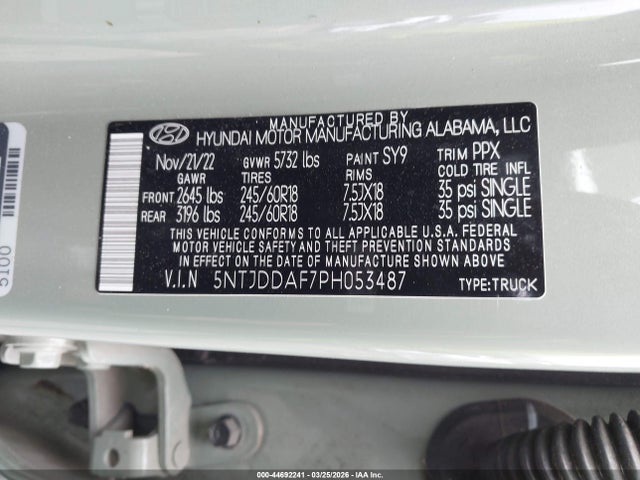 MANUFACTURED BY
HYUNDAI MOTOR MANUFACTURING ALABAMA, LLC
Nov/21/22 GVWR 5732 lbs PAINT SY9 TRIM PPX
GAWR TIRES RIMS COLD TIRE INFL
FRONT 2645 lbs 245/60R18 7.5JX18 35 psi SINGLE
REAR 3196 lbs 245/60R18 7.5JX18 35 psi SINGLE
THIS VEHICLE CONFORMS TO ALL APPLICABLE U.S.A. FEDERAL
MOTOR VEHICLE SAFETY AND THEFT PREVENTION STANDARDS
IN EFFECT ON THE DATE OF MANUFACTURE SHOWN ABOVE
V.I.N 5NTJDDAF7PH053487 TYPE:TRUCK
5100
000-44692241 - 03/25/2026 - IAAI.COM